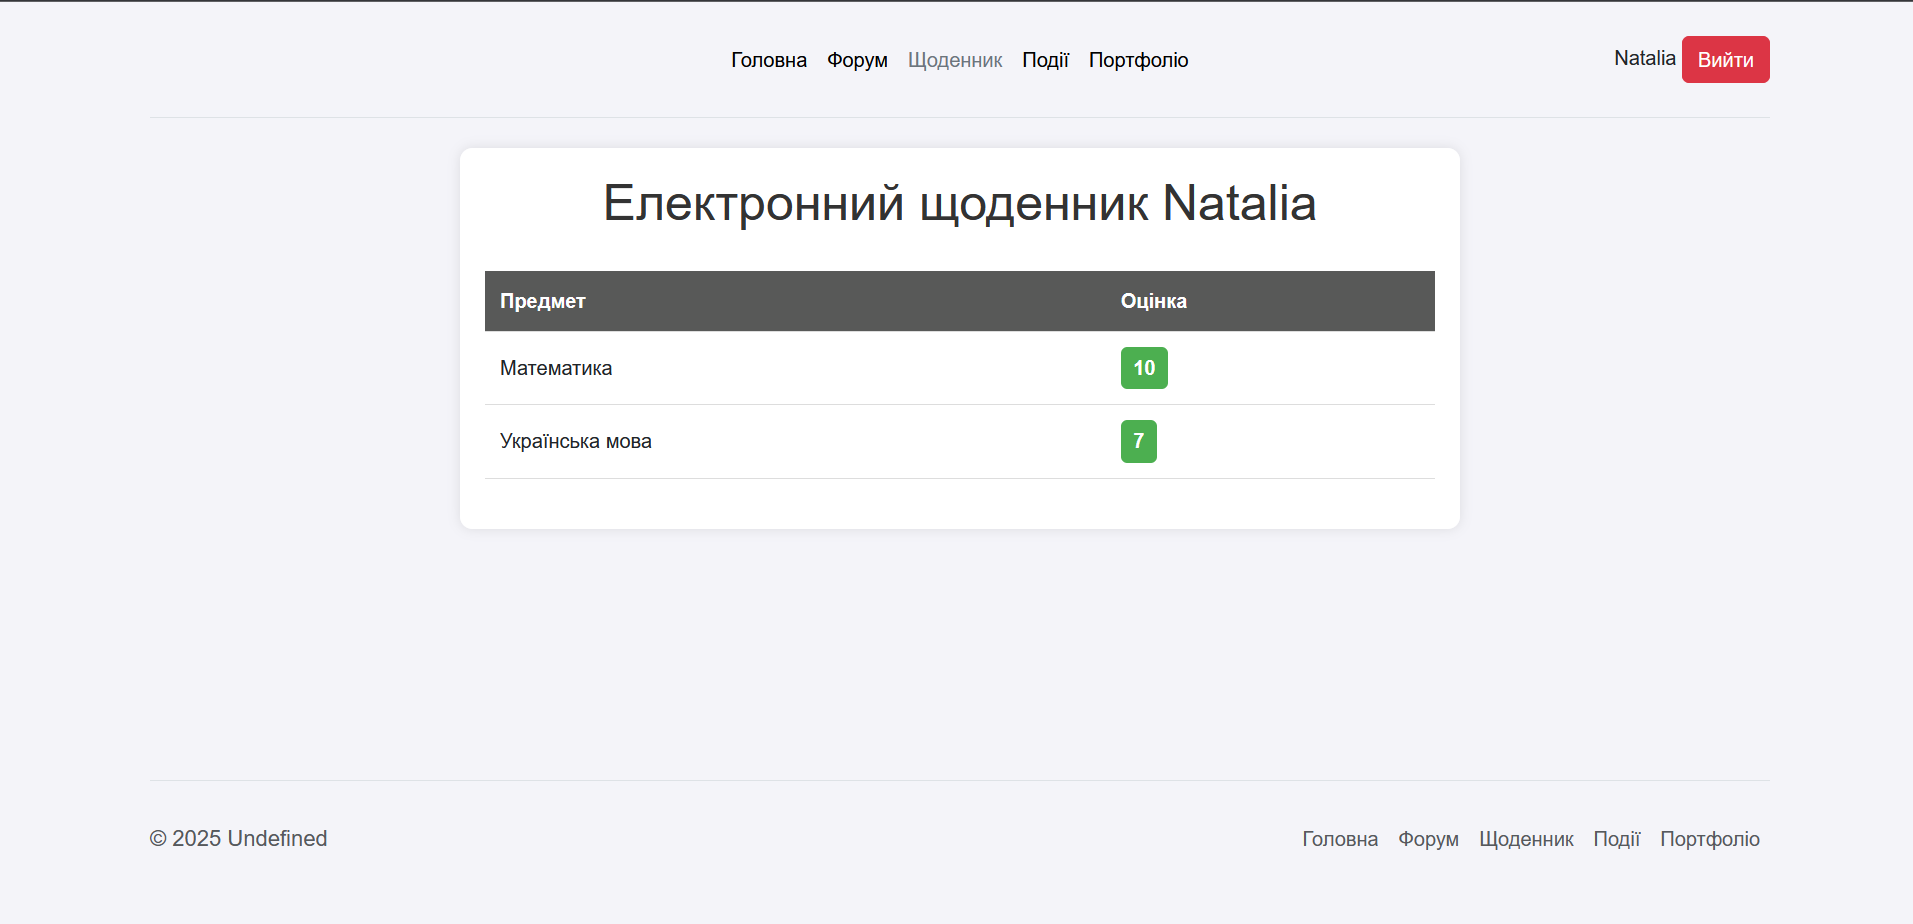 Головна Форум Щоденник Події Портфоліо Natalia Вийти
Електронний щоденник Natalia
Предмет Оцінка
Математика 10
Українська мова 7
© 2025 Undefined Головна Форум Щоденник Події Портфоліо